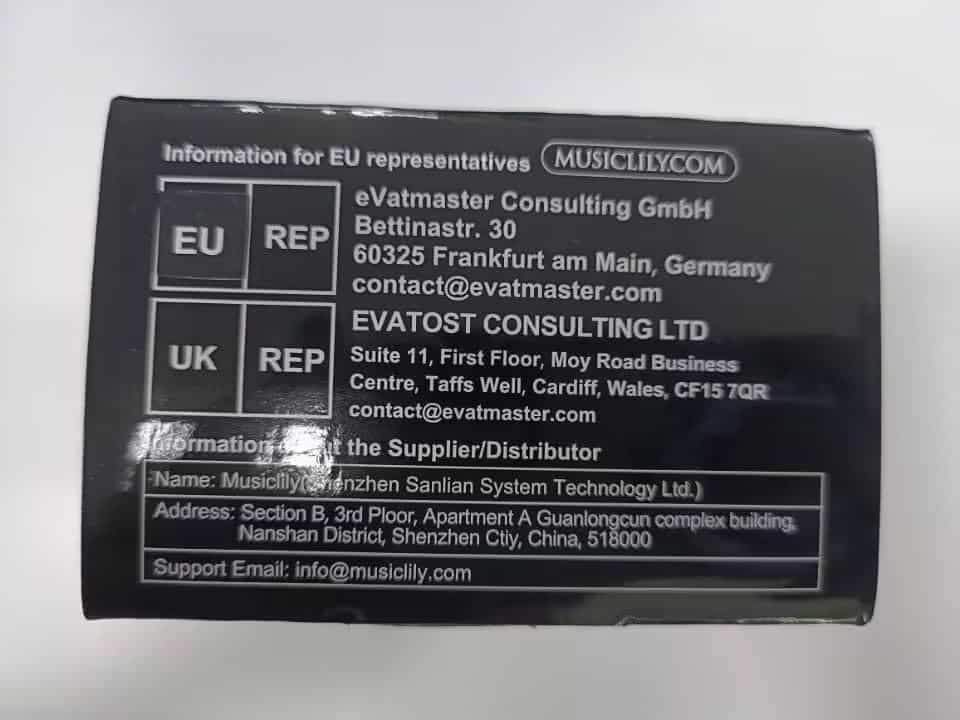 Information for EU representatives MUSICLILY.COM
EU REP
eVatmaster Consulting GmbH
Bettinastr. 30
60325 Frankfurt am Main, Germany
contact@evatmaster.com
UK REP
EVATOST CONSULTING LTD
Suite 11, First Floor, Moy Road Business
Centre, Taffs Well, Cardiff, Wales, CF15 7QR
contact@evatmaster.com
Information the Supplier/Distributor
Name: Musiclily(Shenzhen Sanlian System Technology Ltd.)
Address: Section B, 3rd Ploor, Apartment A Guanlongcun complex building,
Nanshan District, Shenzhen Ctiy, China, 518000
Support Email: info@musiclily.com